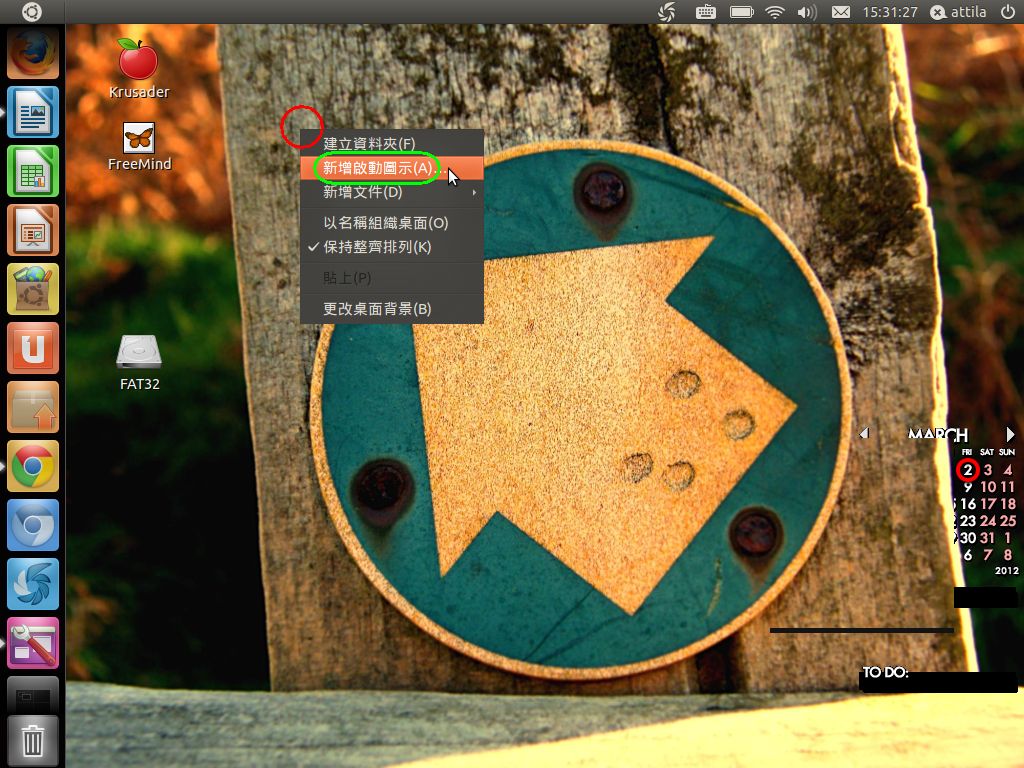 15:31:27 attila
Krusader
FreeMind
FAT32
建立資料夾(F)
新增啟動圖示(A)...
新增文件(D)
以名稱組織桌面(O)
保持整齊排列(K)
貼上(P)
更改桌面背景(B)
MARCH
FRI SAT SUN
2 3 4
9 10 11
16 17 18
23 24 25
30 31 1
6 7 8
2012
TO DO: